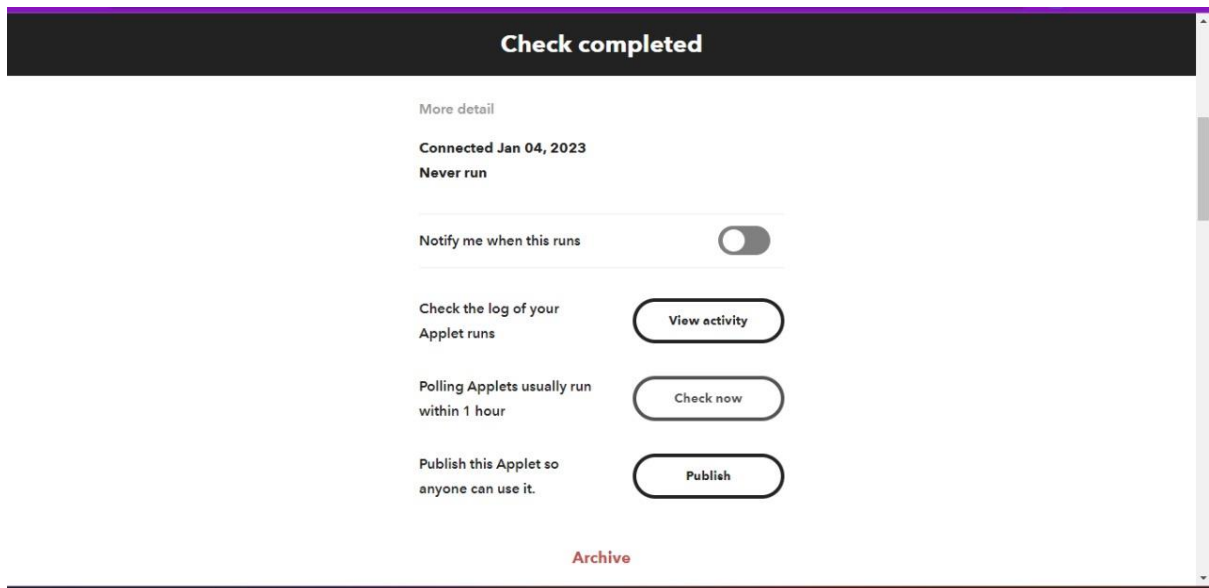 Check completed
More detail
Connected Jan 04, 2023
Never run
Notify me when this runs
Check the log of your
Applet runs
View activity
Polling Applets usually run
within 1 hour
Check now
Publish this Applet so
anyone can use it.
Publish
Archive